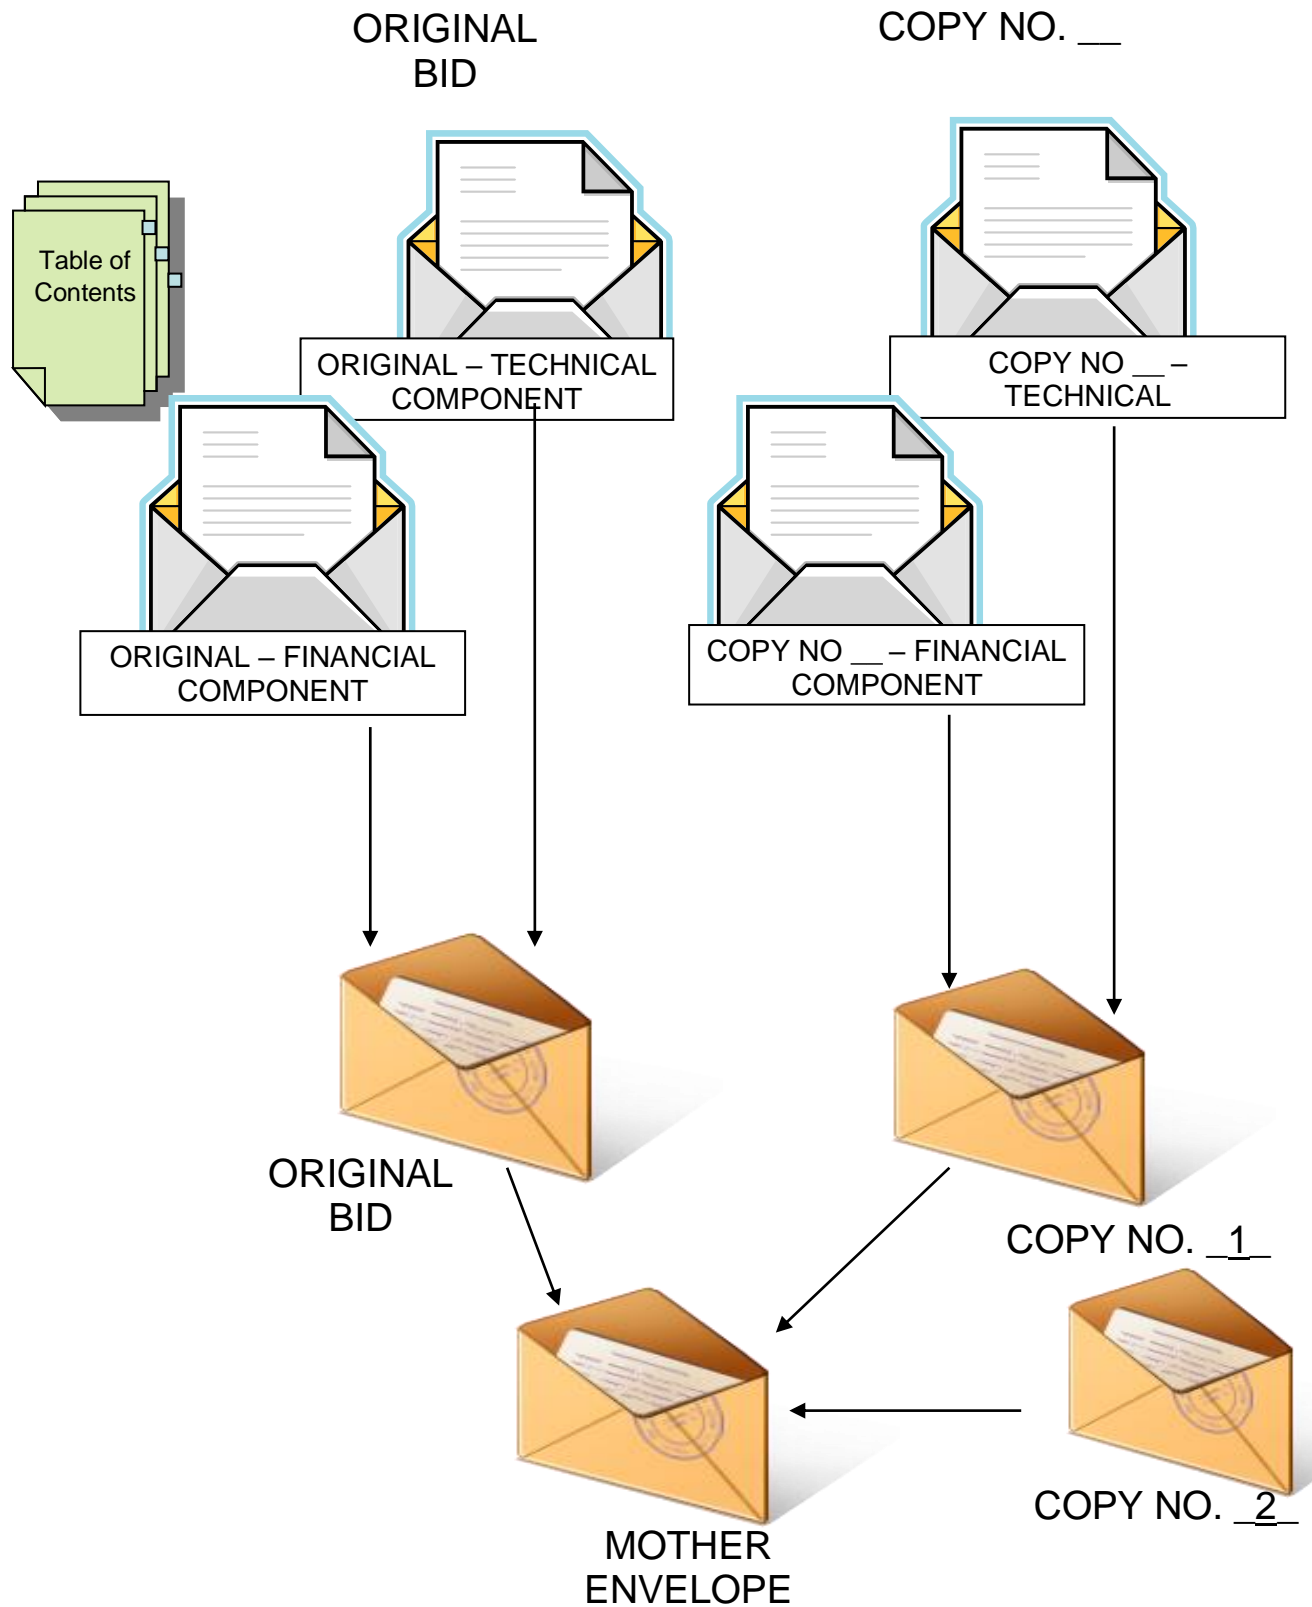 ORIGINAL
BID
COPY NO. __
Table of
Contents
ORIGINAL – TECHNICAL
COMPONENT
COPY NO __ –
TECHNICAL
ORIGINAL – FINANCIAL
COMPONENT
COPY NO __ – FINANCIAL
COMPONENT
ORIGINAL
BID
COPY NO. _1_
COPY NO. _2_
MOTHER
ENVELOPE